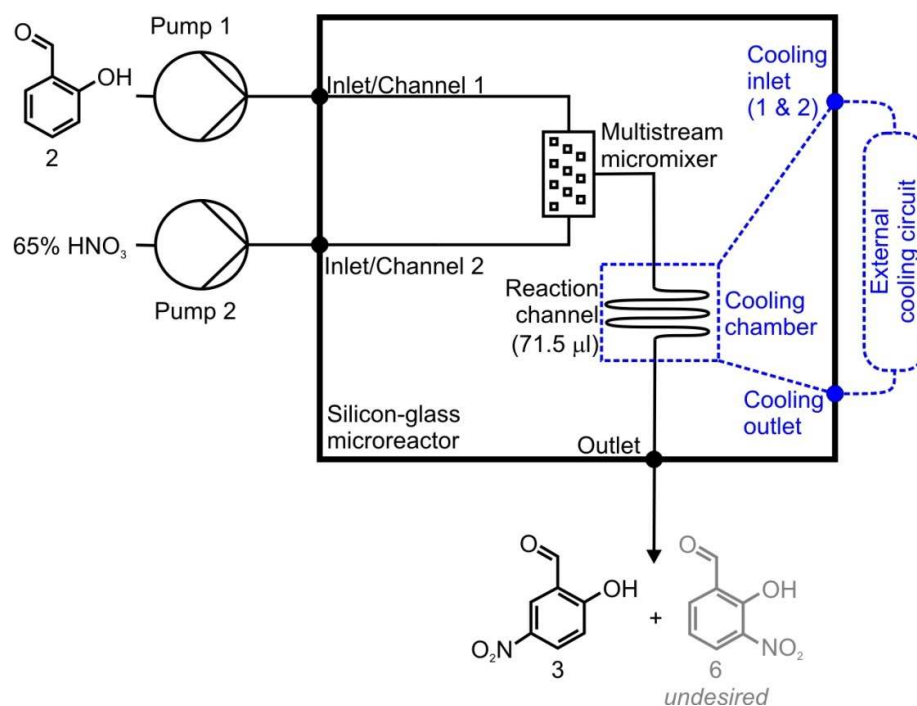 Pump 1
O
OH
2
Inlet/Channel 1
Cooling
inlet
(1 & 2)
Multistream
micromixer
65% HNO₃
Inlet/Channel 2
Pump 2
Reaction
channel
(71.5 µl)
Cooling
chamber
External
cooling circuit
Silicon-glass
microreactor
Cooling
outlet
Outlet
O
OH
O₂N
3
+
O
OH
NO₂
6
undesired